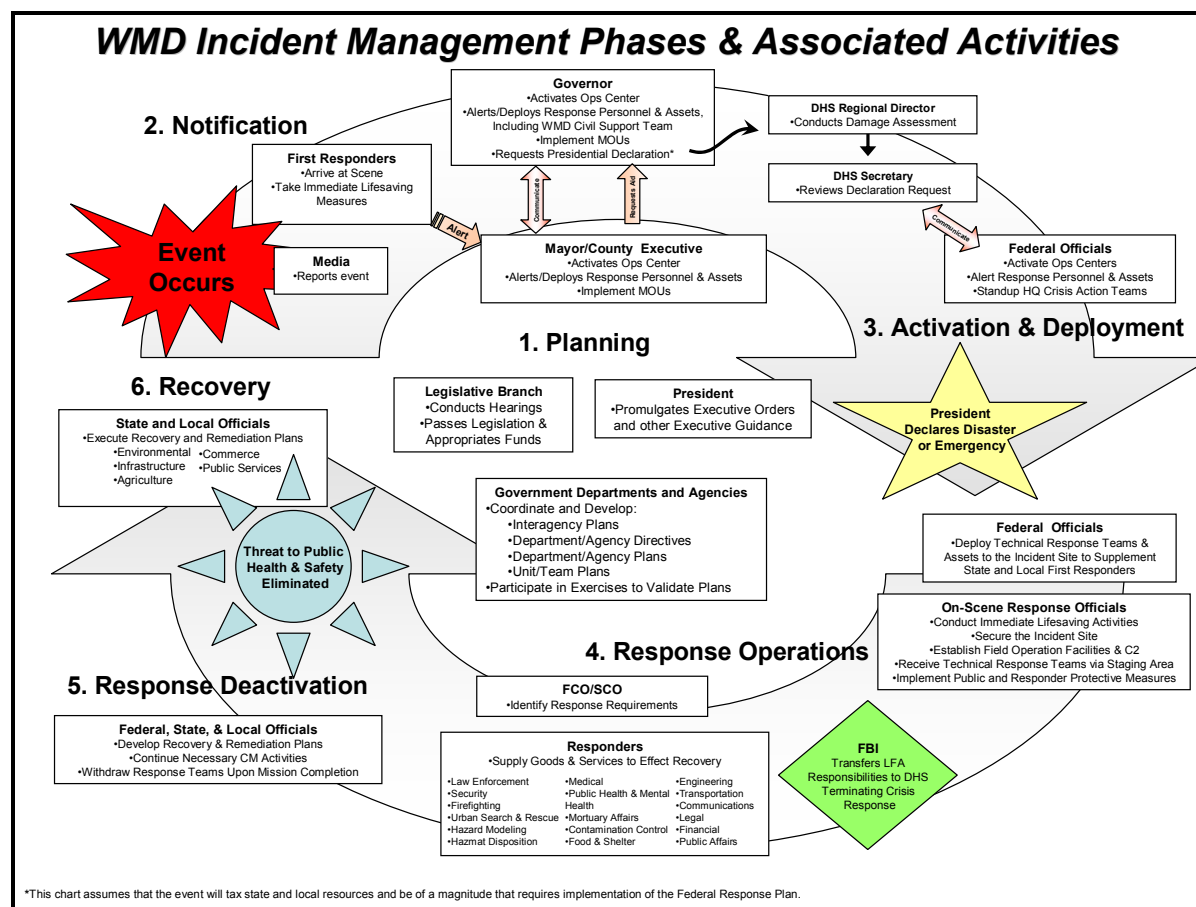 WMD Incident Management Phases & Associated Activities
Governor
•Activates Ops Center
•Alerts/Deploys Response Personnel & Assets,
Including WMD Civil Support Team
•Implement MOUs
•Requests Presidential Declaration*
DHS Regional Director
•Conducts Damage Assessment
2. Notification
First Responders
•Arrive at Scene
•Take Immediate Lifesaving
Measures
DHS Secretary
•Reviews Declaration Request
Communicate
Requests Aid
Communicate
Alert
Event
Occurs
Media
•Reports event
Mayor/County Executive
•Activates Ops Center
•Alerts/Deploys Response Personnel & Assets
•Implement MOUs
Federal Officials
•Activate Ops Centers
•Alert Response Personnel & Assets
•Standup HQ Crisis Action Teams
3. Activation & Deployment
1. Planning
6. Recovery
Legislative Branch
•Conducts Hearings
•Passes Legislation &
Appropriates Funds
President
•Promulgates Executive Orders
and other Executive Guidance
President
Declares Disaster
or Emergency
State and Local Officials
•Execute Recovery and Remediation Plans
•Environmental
•Infrastructure
•Agriculture
•Commerce
•Public Services
Government Departments and Agencies
•Coordinate and Develop:
•Interagency Plans
•Department/Agency Directives
•Department/Agency Plans
•Unit/Team Plans
•Participate in Exercises to Validate Plans
Threat to Public
Health & Safety
Eliminated
Federal Officials
•Deploy Technical Response Teams &
Assets to the Incident Site to Supplement
State and Local First Responders
On-Scene Response Officials
•Conduct Immediate Lifesaving Activities
•Secure the Incident Site
•Establish Field Operation Facilities & C2
•Receive Technical Response Teams via Staging Area
•Implement Public and Responder Protective Measures
4. Response Operations
5. Response Deactivation
FCO/SCO
•Identify Response Requirements
Federal, State, & Local Officials
•Develop Recovery & Remediation Plans
•Continue Necessary CM Activities
•Withdraw Response Teams Upon Mission Completion
Responders
•Supply Goods & Services to Effect Recovery
•Law Enforcement
•Security
•Firefighting
•Urban Search & Rescue
•Hazard Modeling
•Hazmat Disposition
•Medical
•Public Health & Mental
Health
•Mortuary Affairs
•Contamination Control
•Food & Shelter
•Engineering
•Transportation
•Communications
•Legal
•Financial
•Public Affairs
FBI
Transfers LFA
Responsibilities to DHS
Terminating Crisis
Response
*This chart assumes that the event will tax state and local resources and be of a magnitude that requires implementation of the Federal Response Plan.